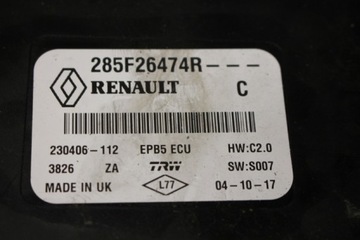 285F26474R---
RENAULT C
230406-112 EPB5 ECU HW:C2.0
3826 ZA TRW SW:S007
MADE IN UK L77 04-10-17